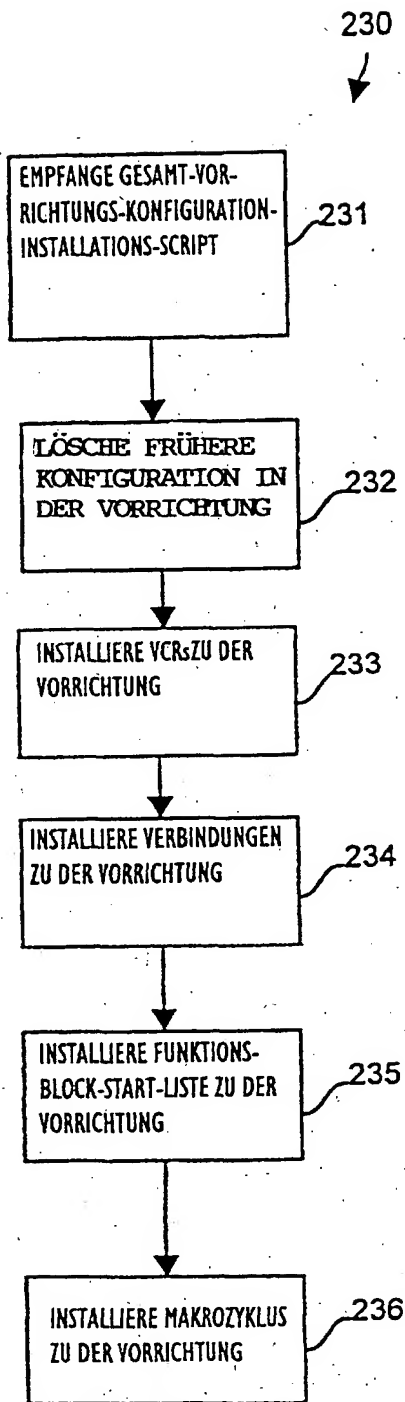 230
EMPFANGE GESAMT-VOR-
RICHTUNGS-KONFIGURATION-
INSTALLATIONS-SCRIPT
231
LÖSCHE FRÜHERE
KONFIGURATION IN
DER VORRICHTUNG
232
INSTALLIERE VCRsZU DER
VORRICHTUNG
233
INSTALLIERE VERBINDUNGEN
ZU DER VORRICHTUNG
234
INSTALLIERE FUNKTIONS-
BLOCK-START-LISTE ZU DER
VORRICHTUNG
235
INSTALLIERE MAKROZYKLUS
ZU DER VORRICHTUNG
236